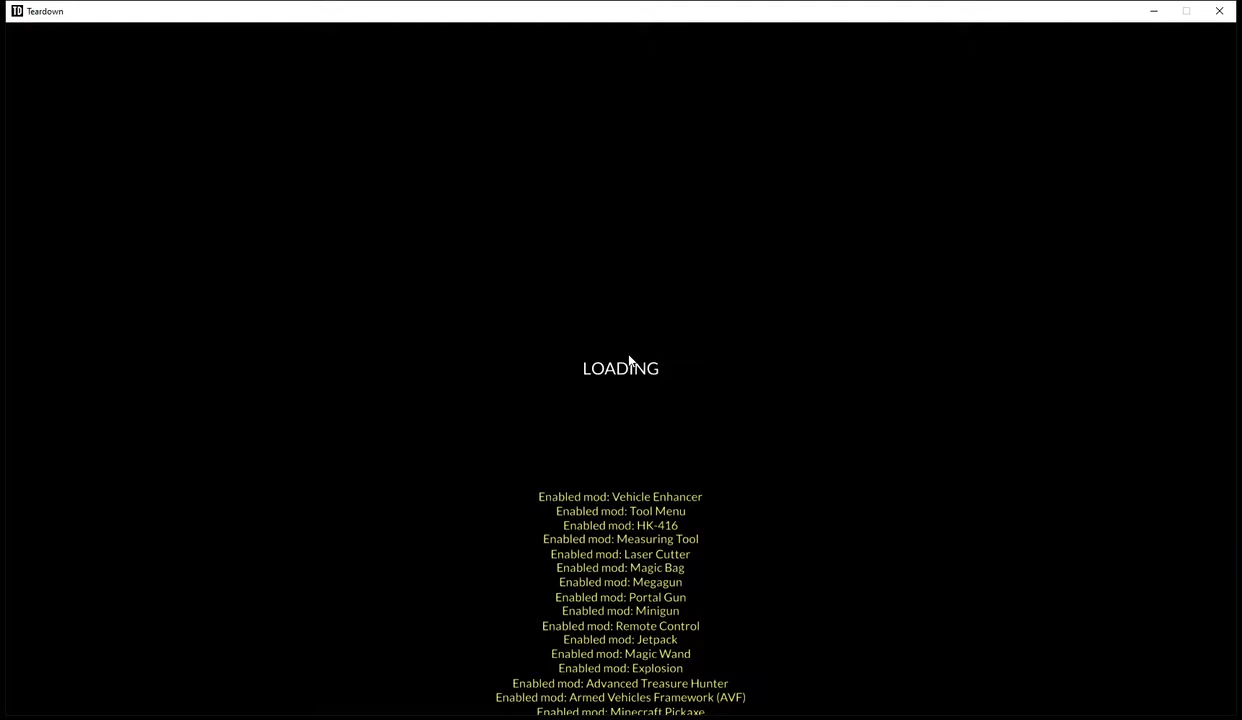 TD Teardown
LOADING
Enabled mod: Vehicle Enhancer
Enabled mod: Tool Menu
Enabled mod: HK-416
Enabled mod: Measuring Tool
Enabled mod: Laser Cutter
Enabled mod: Magic Bag
Enabled mod: Megagun
Enabled mod: Portal Gun
Enabled mod: Minigun
Enabled mod: Remote Control
Enabled mod: Jetpack
Enabled mod: Magic Wand
Enabled mod: Explosion
Enabled mod: Advanced Treasure Hunter
Enabled mod: Armed Vehicles Framework (AVF)
Enabled mod: Minecraft Pickaxe